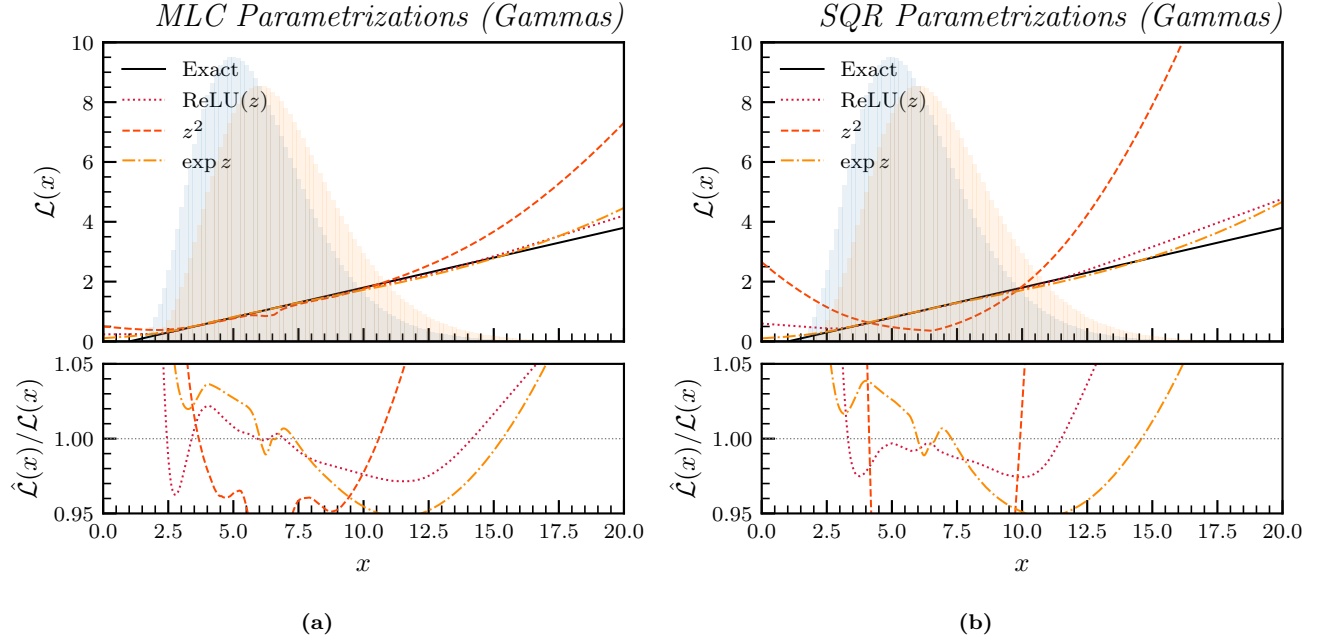 MLC Parametrizations (Gammas)
10
8
6
4
2
0
ℒ(x)
Exact
ReLU(z)
z²
exp z
1.05
1.00
0.95
ℒ̂(x)/ℒ(x)
0.0 2.5 5.0 7.5 10.0 12.5 15.0 17.5 20.0
x
(a)
SQR Parametrizations (Gammas)
10
8
6
4
2
0
ℒ(x)
Exact
ReLU(z)
z²
exp z
1.05
1.00
0.95
ℒ̂(x)/ℒ(x)
0.0 2.5 5.0 7.5 10.0 12.5 15.0 17.5 20.0
x
(b)